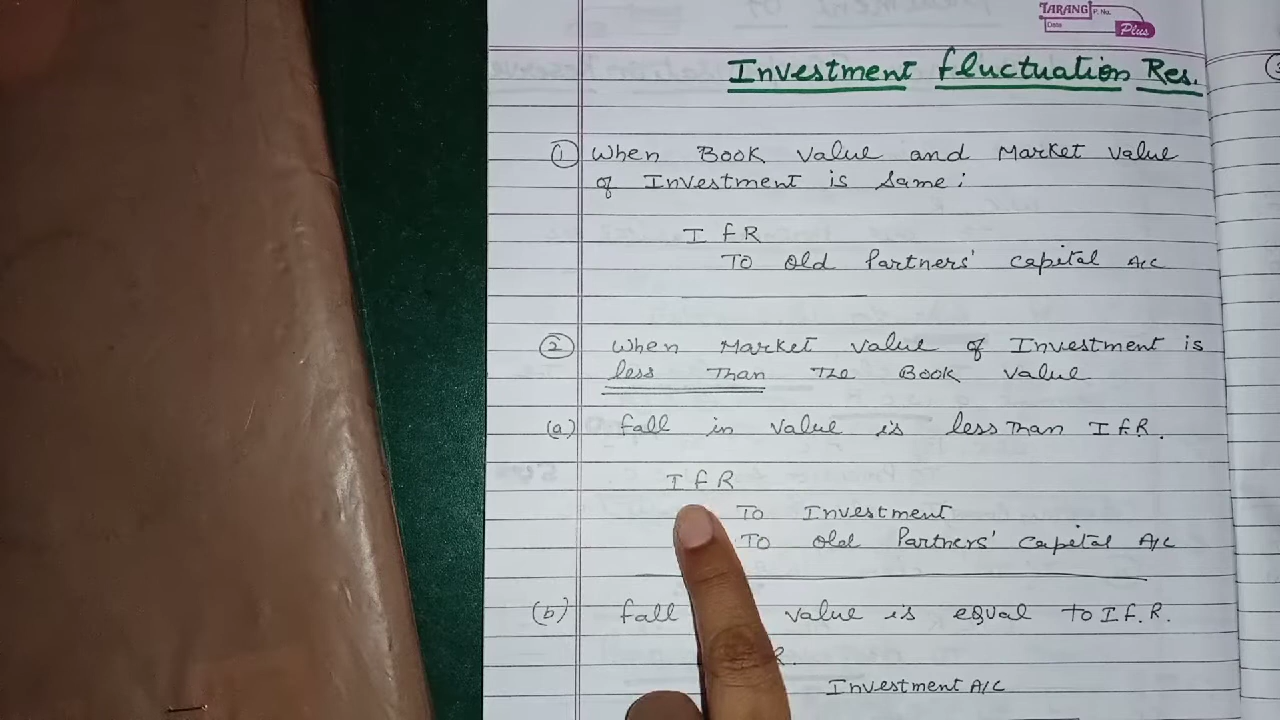 TARANG P. No.
Date
Plus
Investment Fluctuation Res.
① When Book Value and Market Value
of Investment is Same :
I F R
To Old Partners' Capital A/c
② When Market Value of Investment is
less Than The Book Value
(a) Fall in Value is less Than I F.R.
I F R
To Investment
To Old Partners' Capital A/c
(b) Fall value is equal to I.F.R.
R.
Investment A/c